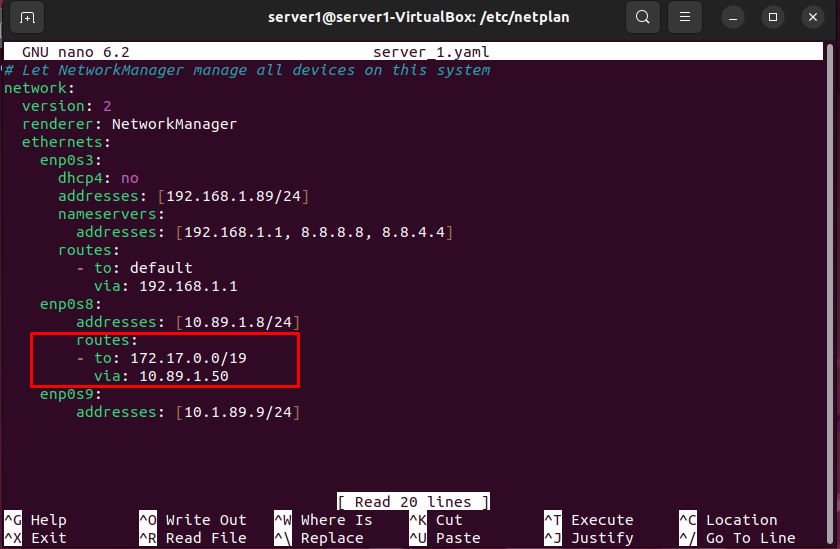 server1@server1-VirtualBox: /etc/netplan
GNU nano 6.2 server_1.yaml
# Let NetworkManager manage all devices on this system
network:
  version: 2
  renderer: NetworkManager
  ethernets:
    enp0s3:
      dhcp4: no
      addresses: [192.168.1.89/24]
      nameservers:
        addresses: [192.168.1.1, 8.8.8.8, 8.8.4.4]
      routes:
        - to: default
          via: 192.168.1.1
    enp0s8:
        addresses: [10.89.1.8/24]
        routes:
        - to: 172.17.0.0/19
          via: 10.89.1.50
    enp0s9:
        addresses: [10.1.89.9/24]
[ Read 20 lines ]
^G Help ^O Write Out ^W Where Is ^K Cut ^T Execute ^C Location
^X Exit ^R Read File ^\ Replace ^U Paste ^J Justify ^/ Go To Line